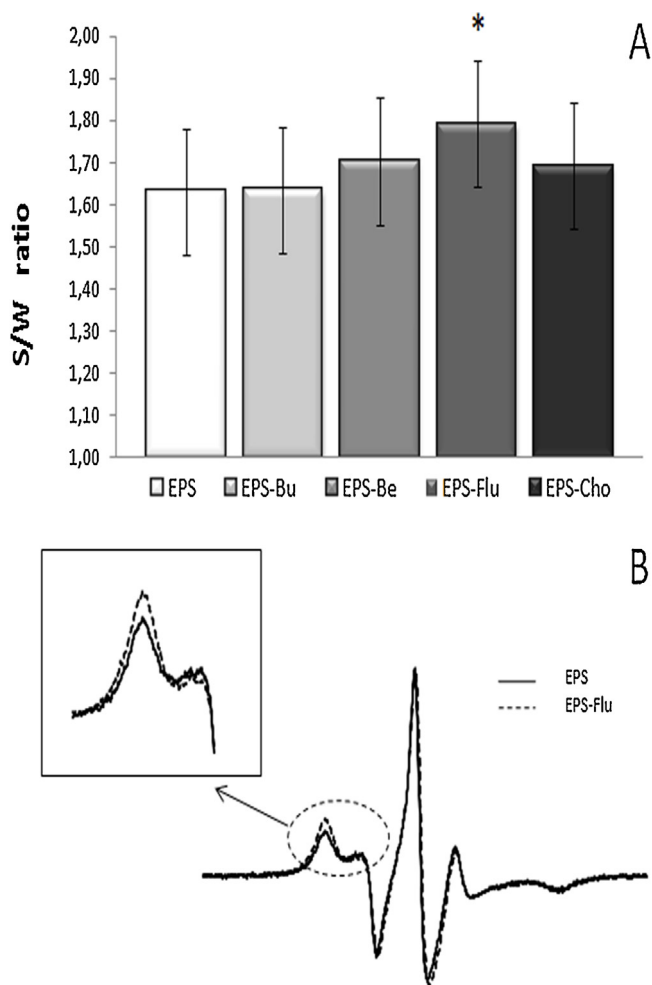 A
*
2,00
1,90
1,80
1,70
1,60
1,50
1,40
1,30
1,20
1,10
1,00
S/W ratio
EPS EPS-Bu EPS-Be EPS-Flu EPS-Cho
B
EPS
EPS-Flu